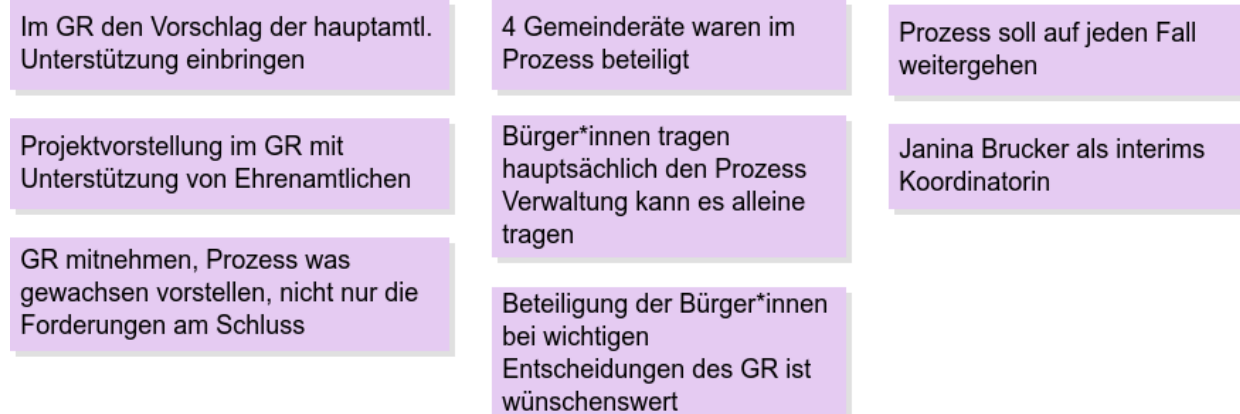 Im GR den Vorschlag der hauptamtl.
Unterstützung einbringen
Projektvorstellung im GR mit
Unterstützung von Ehrenamtlichen
GR mitnehmen, Prozess was
gewachsen vorstellen, nicht nur die
Forderungen am Schluss
4 Gemeinderäte waren im
Prozess beteiligt
Bürger*innen tragen
hauptsächlich den Prozess
Verwaltung kann es alleine
tragen
Beteiligung der Bürger*innen
bei wichtigen
Entscheidungen des GR ist
wünschenswert
Prozess soll auf jeden Fall
weitergehen
Janina Brucker als interims
Koordinatorin